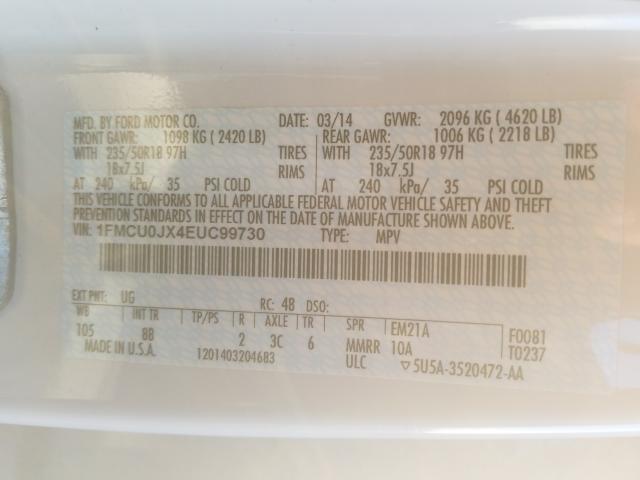 MFD. BY FORD MOTOR CO. DATE: 03/14 GVWR: 2096 KG ( 4620 LB)
FRONT GAWR: 1098 KG ( 2420 LB) REAR GAWR: 1006 KG ( 2218 LB)
WITH 235/50R18 97H TIRES WITH 235/50R18 97H TIRES
18x7.5J RIMS 18x7.5J RIMS
AT 240 kPa/ 35 PSI COLD AT 240 kPa/ 35 PSI COLD
THIS VEHICLE CONFORMS TO ALL APPLICABLE FEDERAL MOTOR VEHICLE SAFETY AND THEFT
PREVENTION STANDARDS IN EFFECT ON THE DATE OF MANUFACTURE SHOWN ABOVE.
VIN: 1FMCU0JX4EUC99730 TYPE: MPV
EXT PNT: UG RC: 48 DSO:
WB INT TR TP/PS R AXLE TR SPR EM21A F0081
105 8B 2 3C 6 MMRR 10A T0237
MADE IN U.S.A. 1201403204683 ULC ▽5U5A-3520472-AA